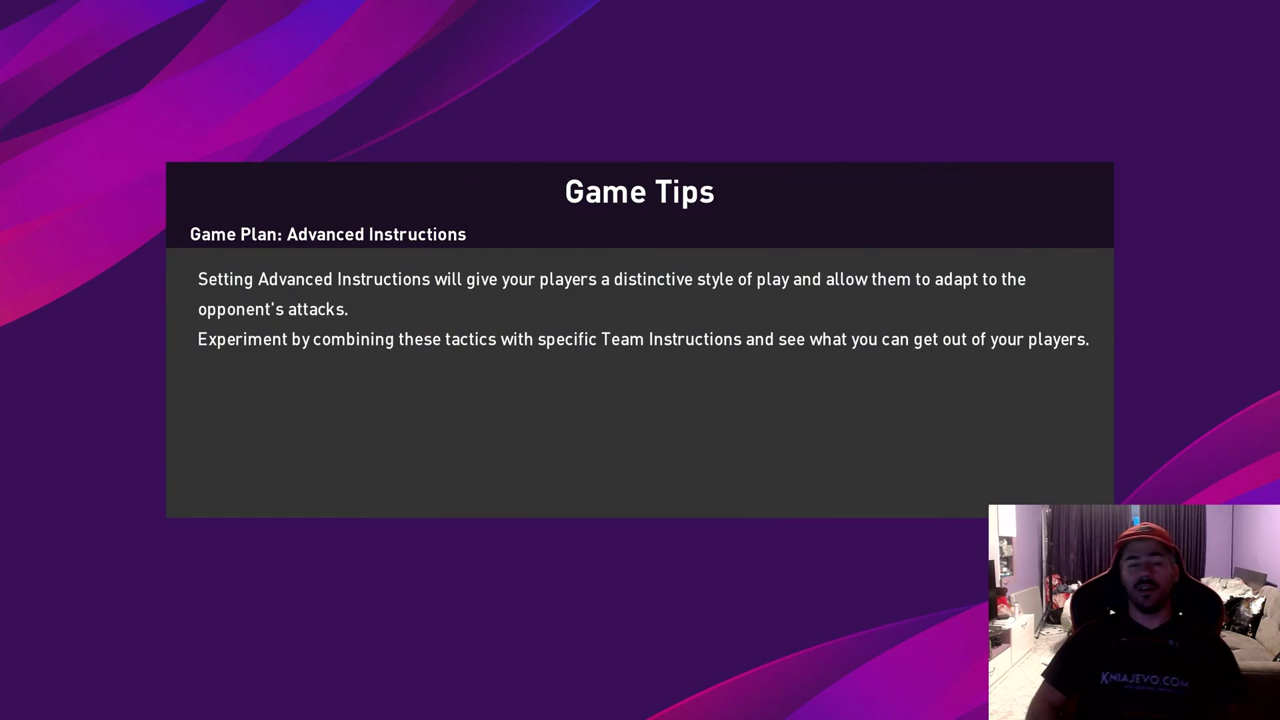 Game Tips
Game Plan: Advanced Instructions
Setting Advanced Instructions will give your players a distinctive style of play and allow them to adapt to the
opponent's attacks.
Experiment by combining these tactics with specific Team Instructions and see what you can get out of your players.
KNIAJEVO.COM